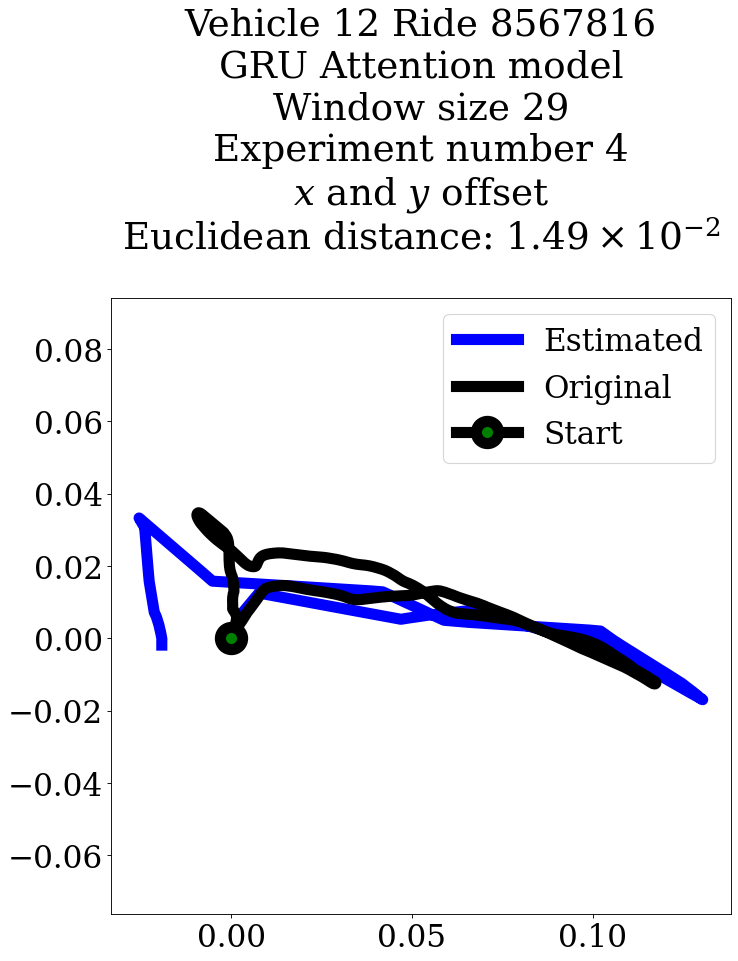 Vehicle 12 Ride 8567816
GRU Attention model
Window size 29
Experiment number 4
x and y offset
Euclidean distance: 1.49 × 10⁻²
Estimated
Original
Start
0.08
0.06
0.04
0.02
0.00
−0.02
−0.04
−0.06
0.00 0.05 0.10